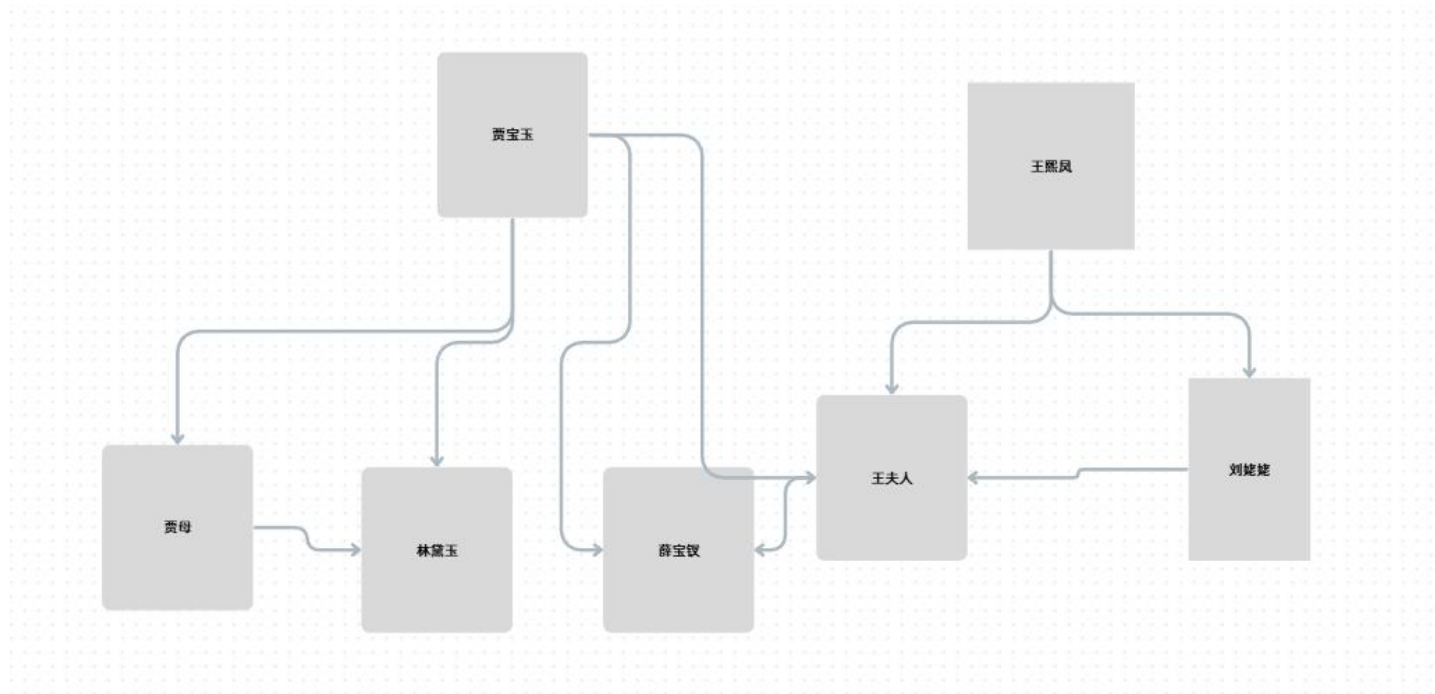 贾宝玉
王熙凤
贾母
林黛玉
薛宝钗
王夫人
刘姥姥